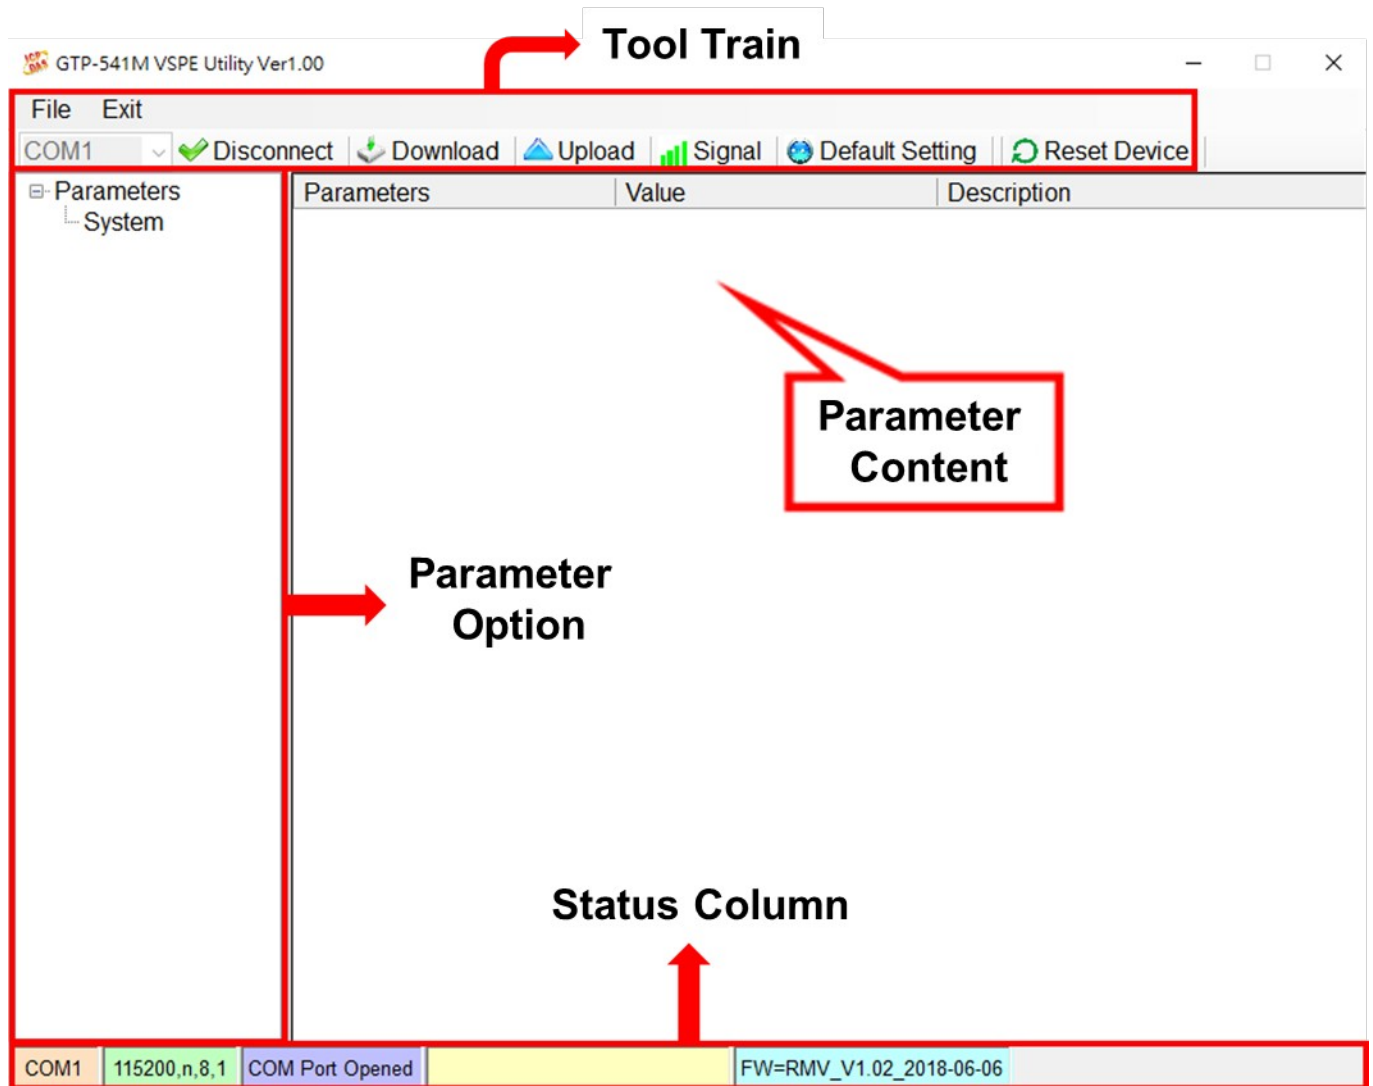 Tool Train
ICP DAS GTP-541M VSPE Utility Ver1.00
File Exit
COM1 Disconnect Download Upload Signal Default Setting Reset Device
Parameters Parameters Value Description
System
Parameter
Content
Parameter
Option
Status Column
COM1 115200,n,8,1 COM Port Opened FW=RMV_V1.02_2018-06-06